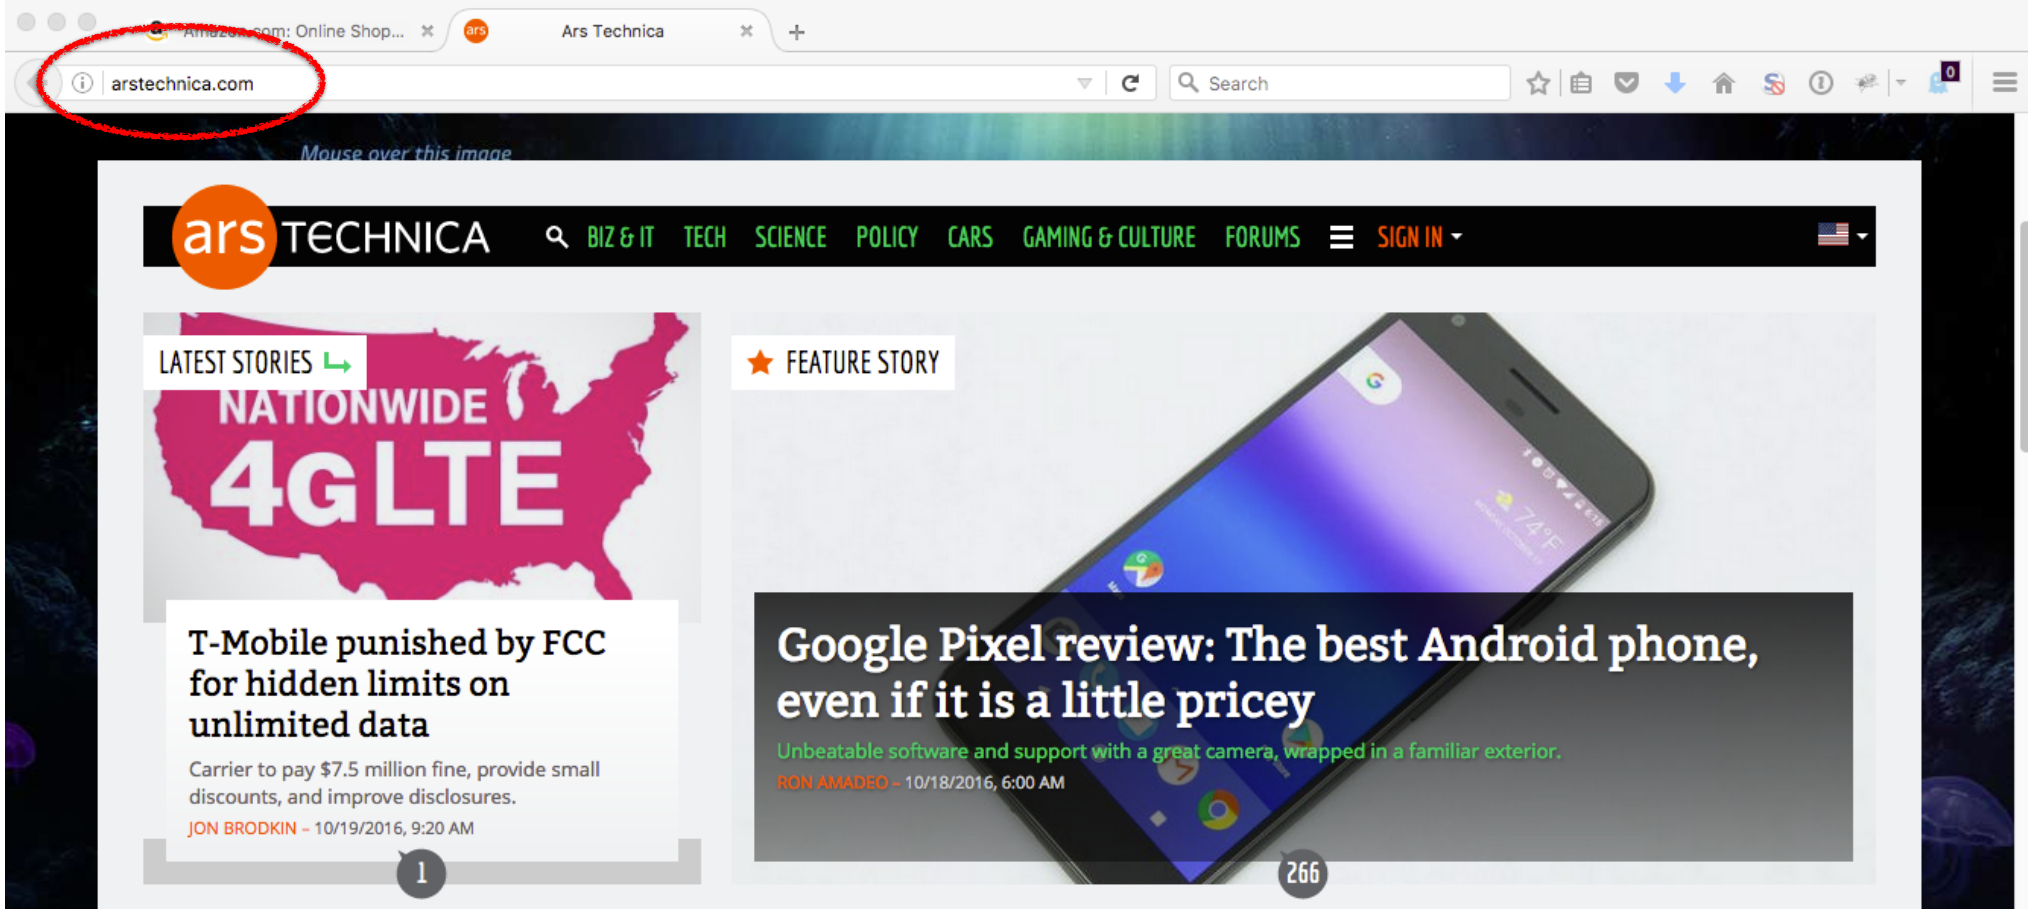 Amazon.com: Online Shop...
ars
Ars Technica
arstechnica.com
Search
0
Mouse over this image
ars TECHNICA
BIZ & IT
TECH
SCIENCE
POLICY
CARS
GAMING & CULTURE
FORUMS
SIGN IN
LATEST STORIES
NATIONWIDE
4G LTE
T-Mobile punished by FCC
for hidden limits on
unlimited data
Carrier to pay $7.5 million fine, provide small
discounts, and improve disclosures.
JON BRODKIN – 10/19/2016, 9:20 AM
1
FEATURE STORY
G
74°F
Google Pixel review: The best Android phone,
even if it is a little pricey
Unbeatable software and support with a great camera, wrapped in a familiar exterior.
RON AMADEO – 10/18/2016, 6:00 AM
266